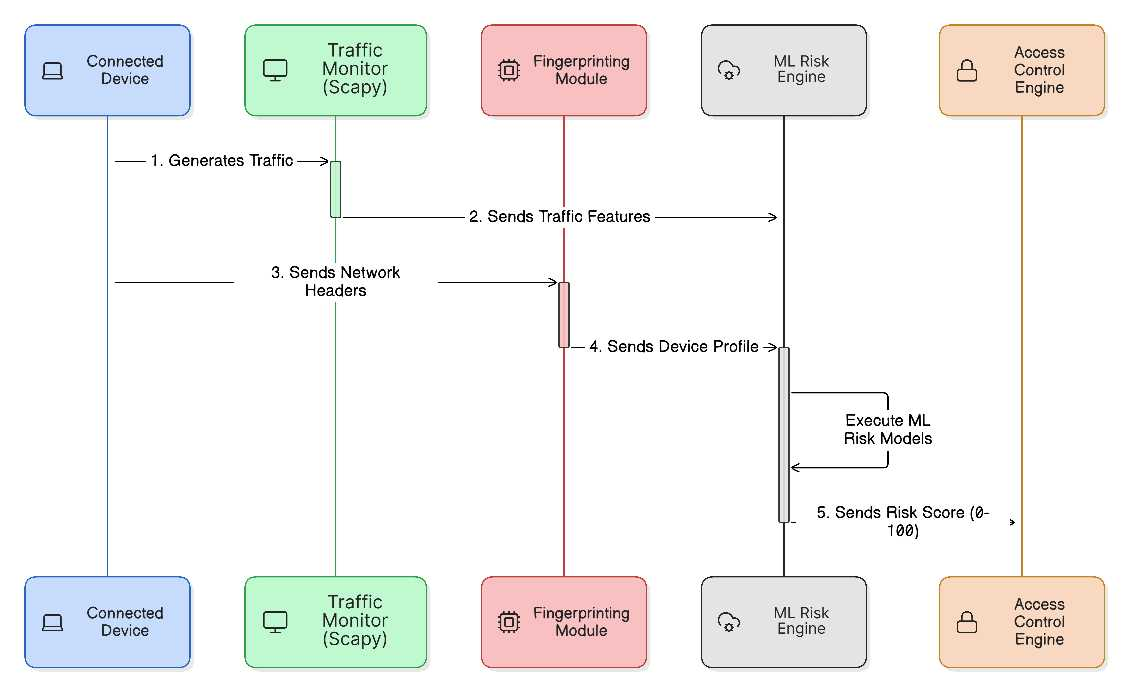 Connected
Device
Traffic
Monitor
(Scapy)
Fingerprinting
Module
ML Risk
Engine
Access
Control
Engine
1. Generates Traffic
2. Sends Traffic Features
3. Sends Network
Headers
4. Sends Device Profile
Execute ML
Risk Models
5. Sends Risk Score (0-
100)
Connected
Device
Traffic
Monitor
(Scapy)
Fingerprinting
Module
ML Risk
Engine
Access
Control
Engine